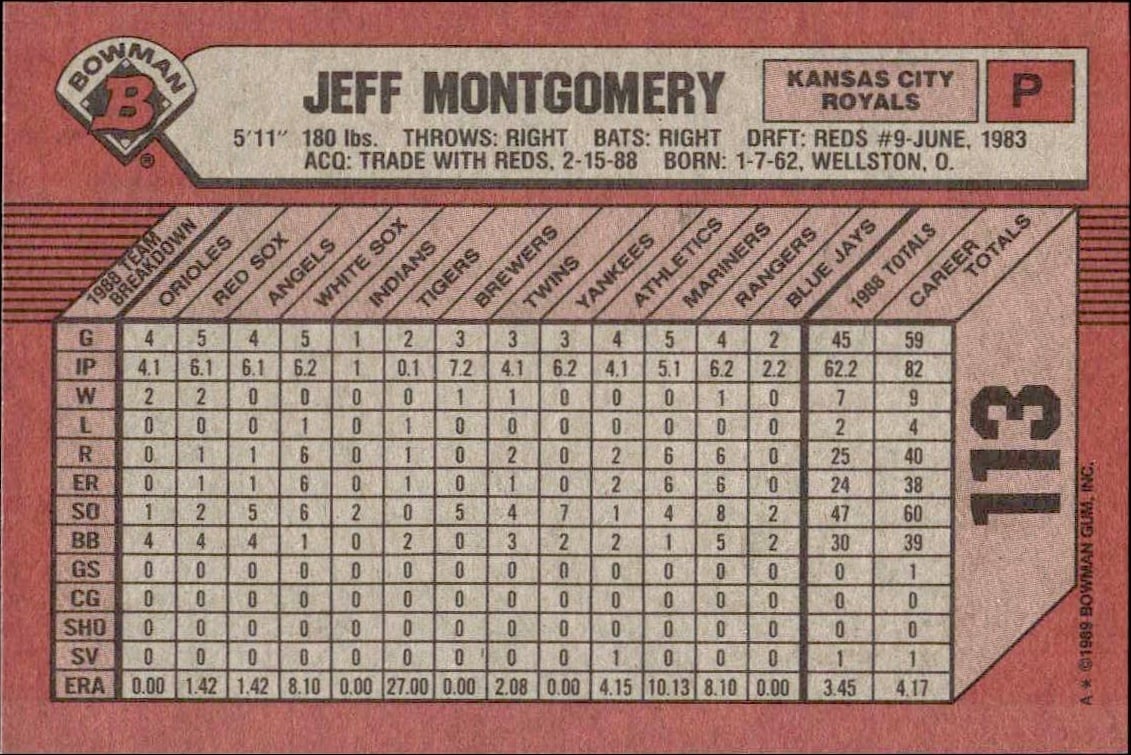 BOWMAN
B
®
JEFF MONTGOMERY
KANSAS CITY
ROYALS
P
5'11" 180 lbs. THROWS: RIGHT BATS: RIGHT DRFT: REDS #9-JUNE, 1983
ACQ: TRADE WITH REDS, 2-15-88 BORN: 1-7-62, WELLSTON, O.
1988 TEAM
BREAKDOWN
ORIOLES
RED SOX
ANGELS
WHITE SOX
INDIANS
TIGERS
BREWERS
TWINS
YANKEES
ATHLETICS
MARINERS
RANGERS
BLUE JAYS
1988 TOTALS
CAREER
TOTALS
G 4 5 4 5 1 2 3 3 3 4 5 4 2 45 59
IP 4.1 6.1 6.1 6.2 1 0.1 7.2 4.1 6.2 4.1 5.1 6.2 2.2 62.2 82
W 2 2 0 0 0 0 1 1 0 0 0 1 0 7 9
L 0 0 0 1 0 1 0 0 0 0 0 0 0 2 4
R 0 1 1 6 0 1 0 2 0 2 6 6 0 25 40
ER 0 1 1 6 0 1 0 1 0 2 6 6 0 24 38
SO 1 2 5 6 2 0 5 4 7 1 4 8 2 47 60
BB 4 4 4 1 0 2 0 3 2 2 1 5 2 30 39
GS 0 0 0 0 0 0 0 0 0 0 0 0 0 0 1
CG 0 0 0 0 0 0 0 0 0 0 0 0 0 0 0
SHO 0 0 0 0 0 0 0 0 0 0 0 0 0 0 0
SV 0 0 0 0 0 0 0 0 0 1 0 0 0 1 1
ERA 0.00 1.42 1.42 8.10 0.00 27.00 0.00 2.08 0.00 4.15 10.13 8.10 0.00 3.45 4.17
113
A * ©1989 BOWMAN GUM, INC.